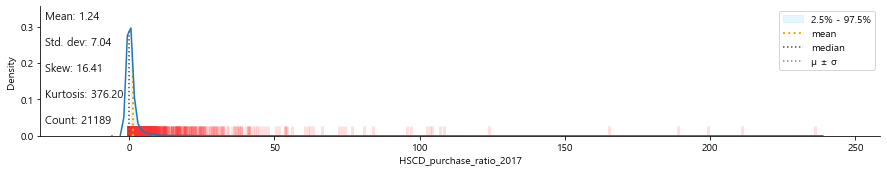 Mean: 1.24
Std. dev: 7.04
Skew: 16.41
Kurtosis: 376.20
Count: 21189
2.5% - 97.5%
mean
median
μ ± σ
Density
0.3
0.2
0.1
0.0
0
50
100
150
200
250
HSCD_purchase_ratio_2017